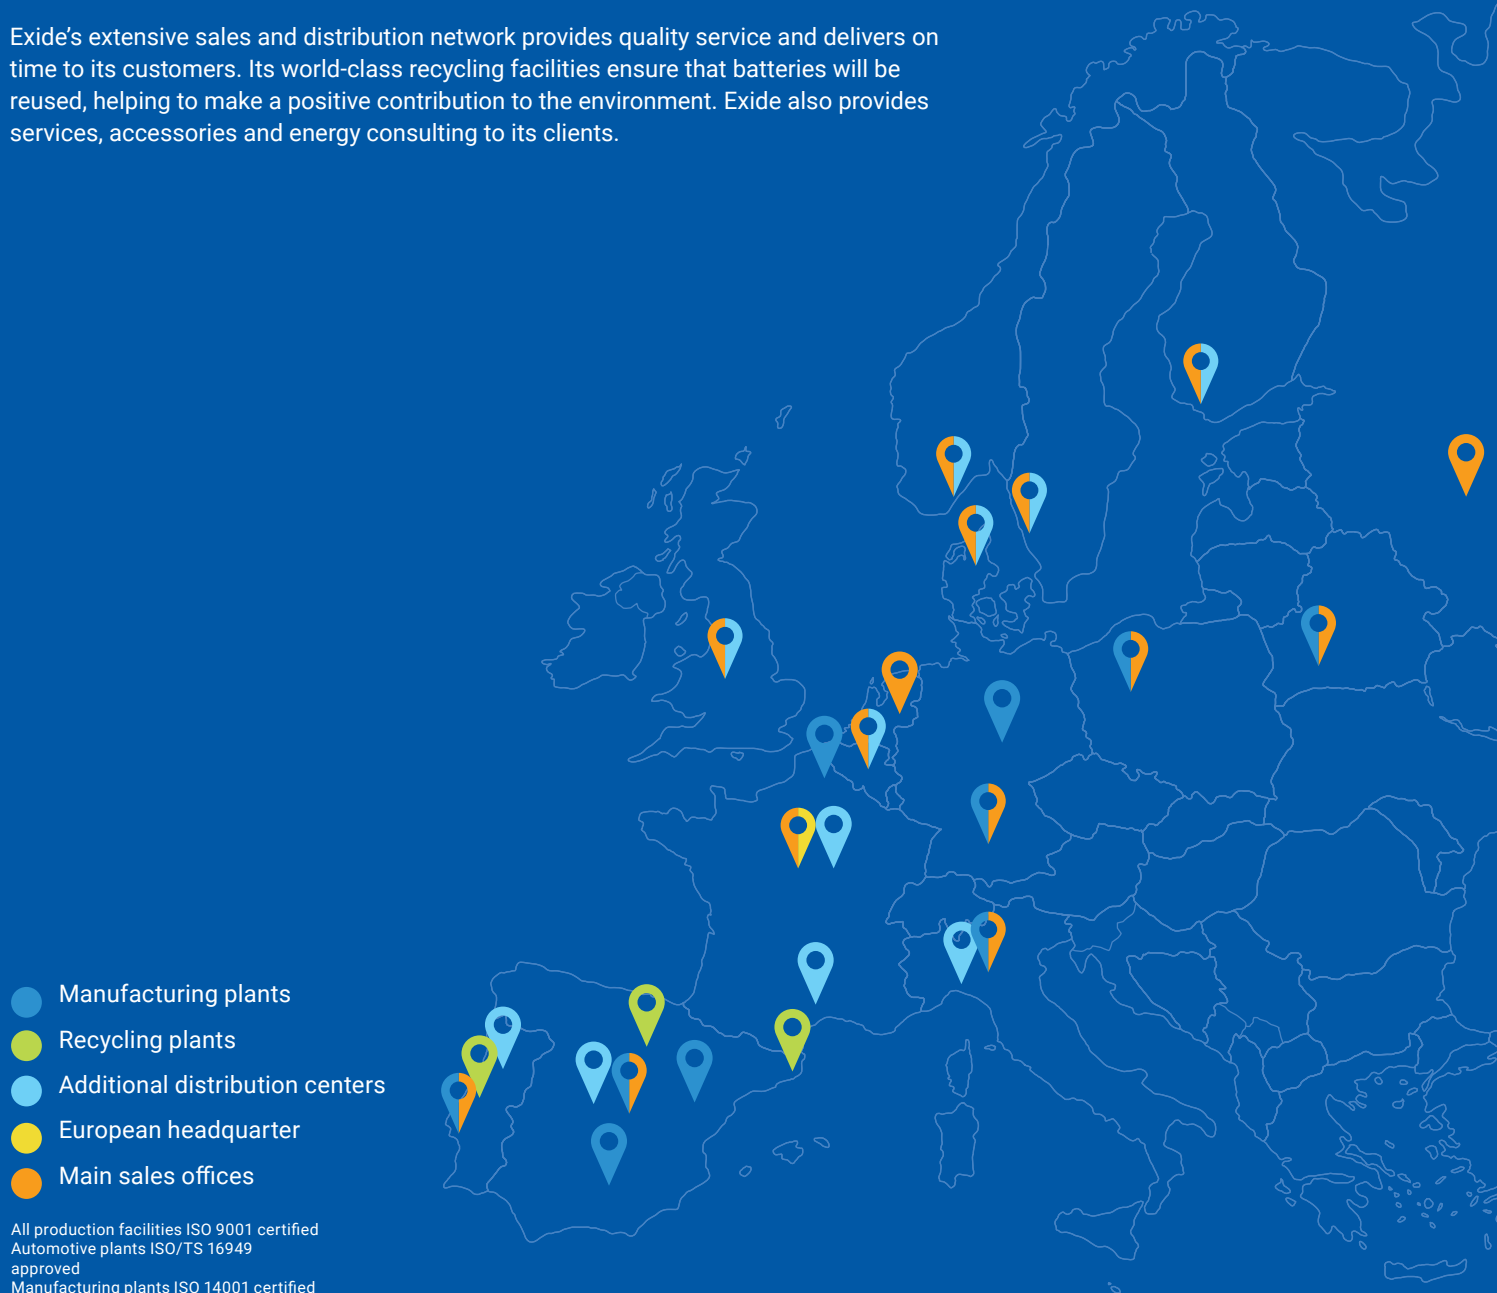 Exide’s extensive sales and distribution network provides quality service and delivers on
time to its customers. Its world-class recycling facilities ensure that batteries will be
reused, helping to make a positive contribution to the environment. Exide also provides
services, accessories and energy consulting to its clients.
Manufacturing plants
Recycling plants
Additional distribution centers
European headquarter
Main sales offices
All production facilities ISO 9001 certified
Automotive plants ISO/TS 16949
approved
Manufacturing plants ISO 14001 certified